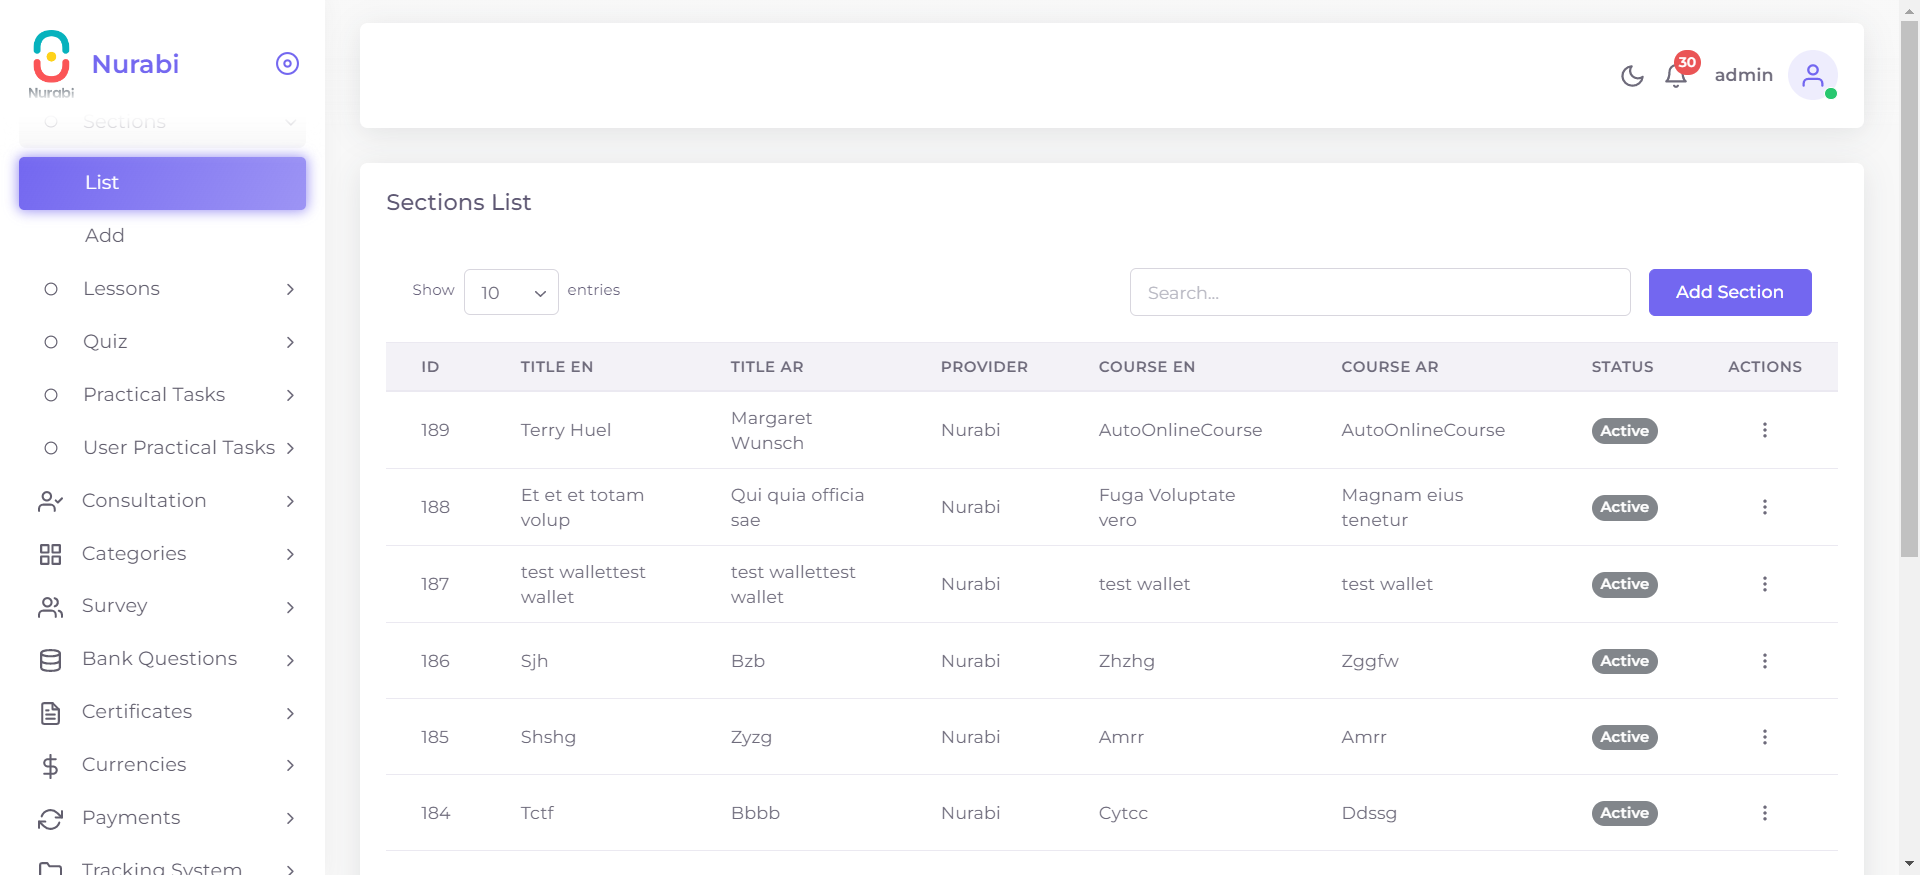 Nurabi
Nurabi
Sections
List
Add
Lessons
Quiz
Practical Tasks
User Practical Tasks
Consultation
Categories
Survey
Bank Questions
Certificates
Currencies
Payments
Tracking System
30
admin
Sections List
Show 10 entries
Search...
Add Section
ID TITLE EN TITLE AR PROVIDER COURSE EN COURSE AR STATUS ACTIONS
189 Terry Huel Margaret Wunsch Nurabi AutoOnlineCourse AutoOnlineCourse Active
188 Et et et totam volup Qui quia officia sae Nurabi Fuga Voluptate vero Magnam eius tenetur Active
187 test wallettest wallet test wallettest wallet Nurabi test wallet test wallet Active
186 Sjh Bzb Nurabi Zhzhg Zggfw Active
185 Shshg Zyzg Nurabi Amrr Amrr Active
184 Tctf Bbbb Nurabi Cytcc Ddssg Active